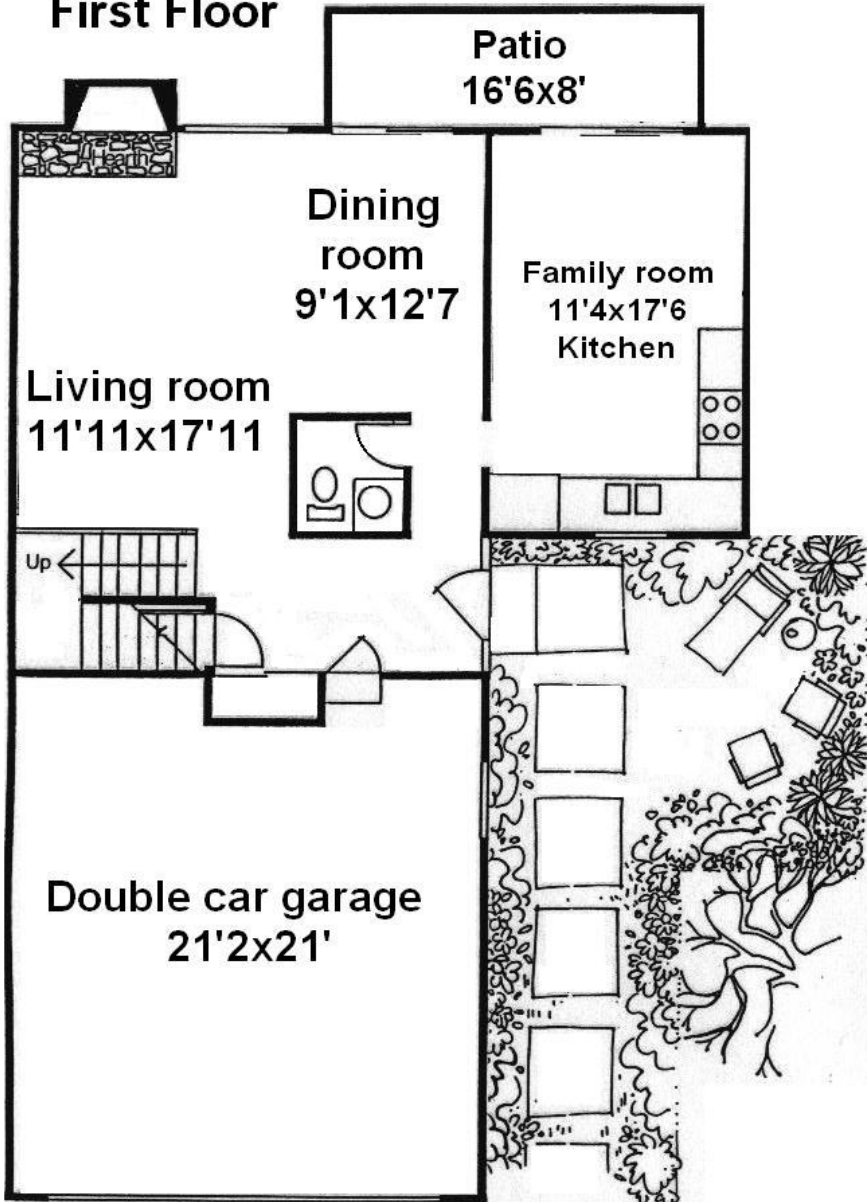 First Floor
Patio
16'6x8'
Hearth
Dining
room
9'1x12'7
Family room
11'4x17'6
Kitchen
Living room
11'11x17'11
Up
Double car garage
21'2x21'